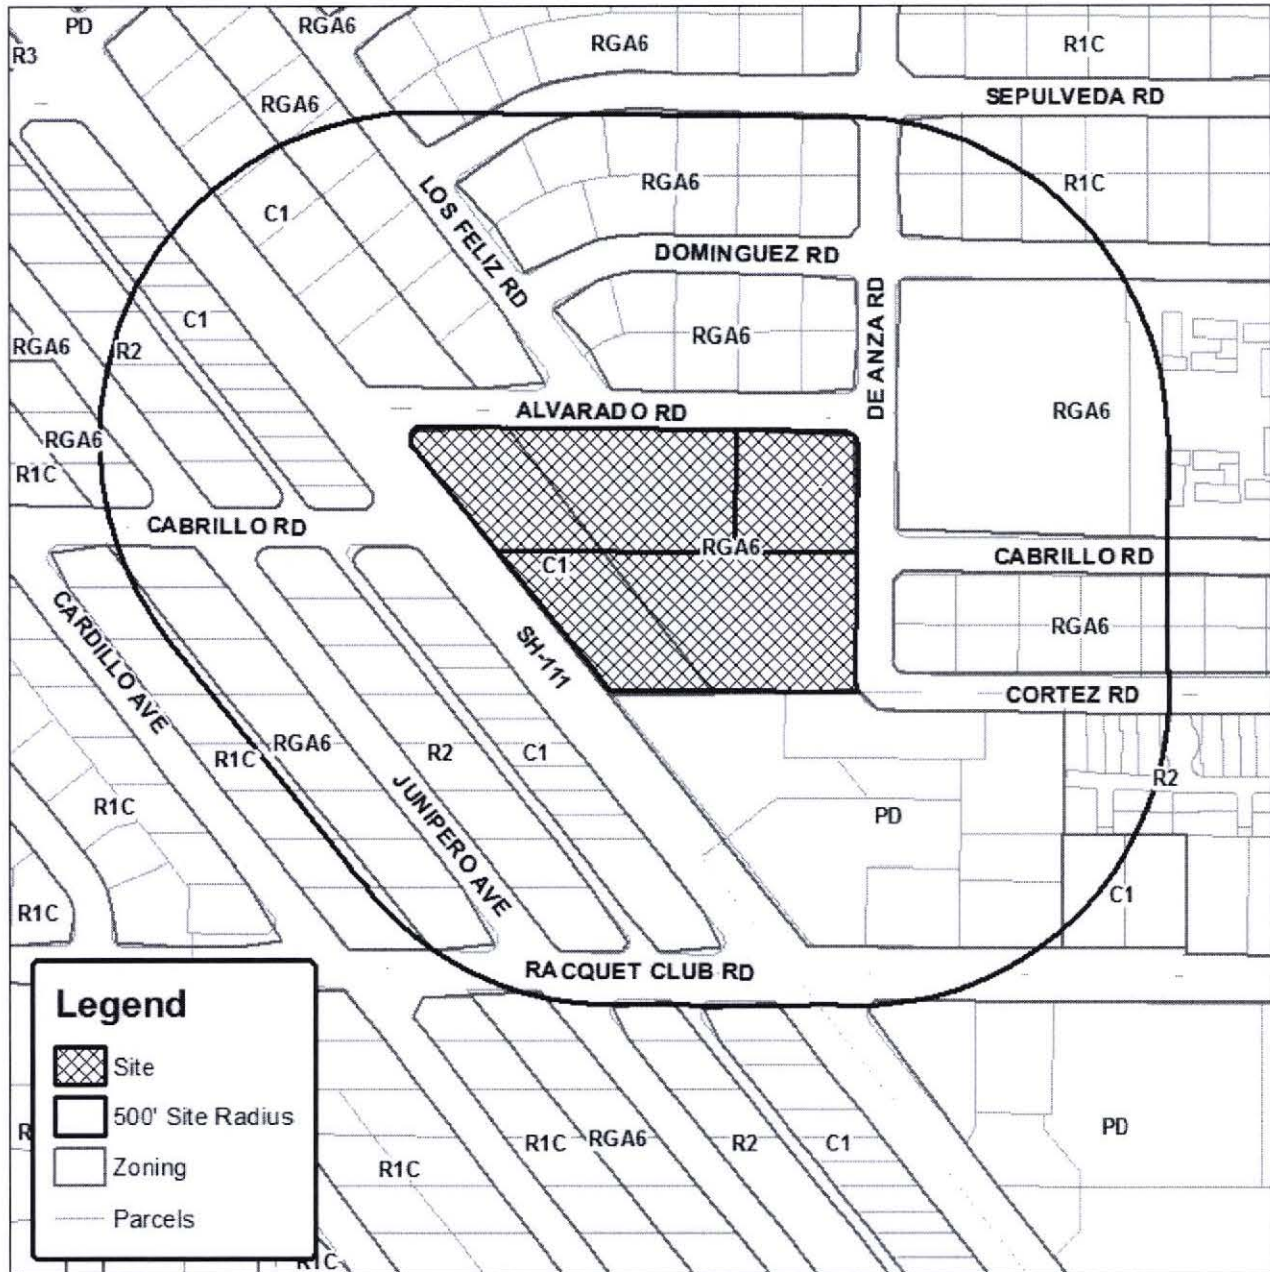 PD
RGA6
RGA6
R1C
R3
SEPULVEDA RD
RGA6
RGA6
R1C
C1
LOS FELIZ RD
DOMINGUEZ RD
DE ANZA RD
C1
RGA6
RGA6
R2
ALVARADO RD
RGA6
RGA6
R1C
CABRILLO RD
RGA6
C1
CABRILLO RD
CARDILLO AVE
SH-111
RGA6
CORTEZ RD
RGA6
R1C
R2
C1
R2
JUNIPERO AVE
R1C
PD
C1
R1C
RACQUET CLUB RD
Legend
Site
500' Site Radius
Zoning
Parcels
R1C
R1C
RGA6
R2
C1
PD
R1C